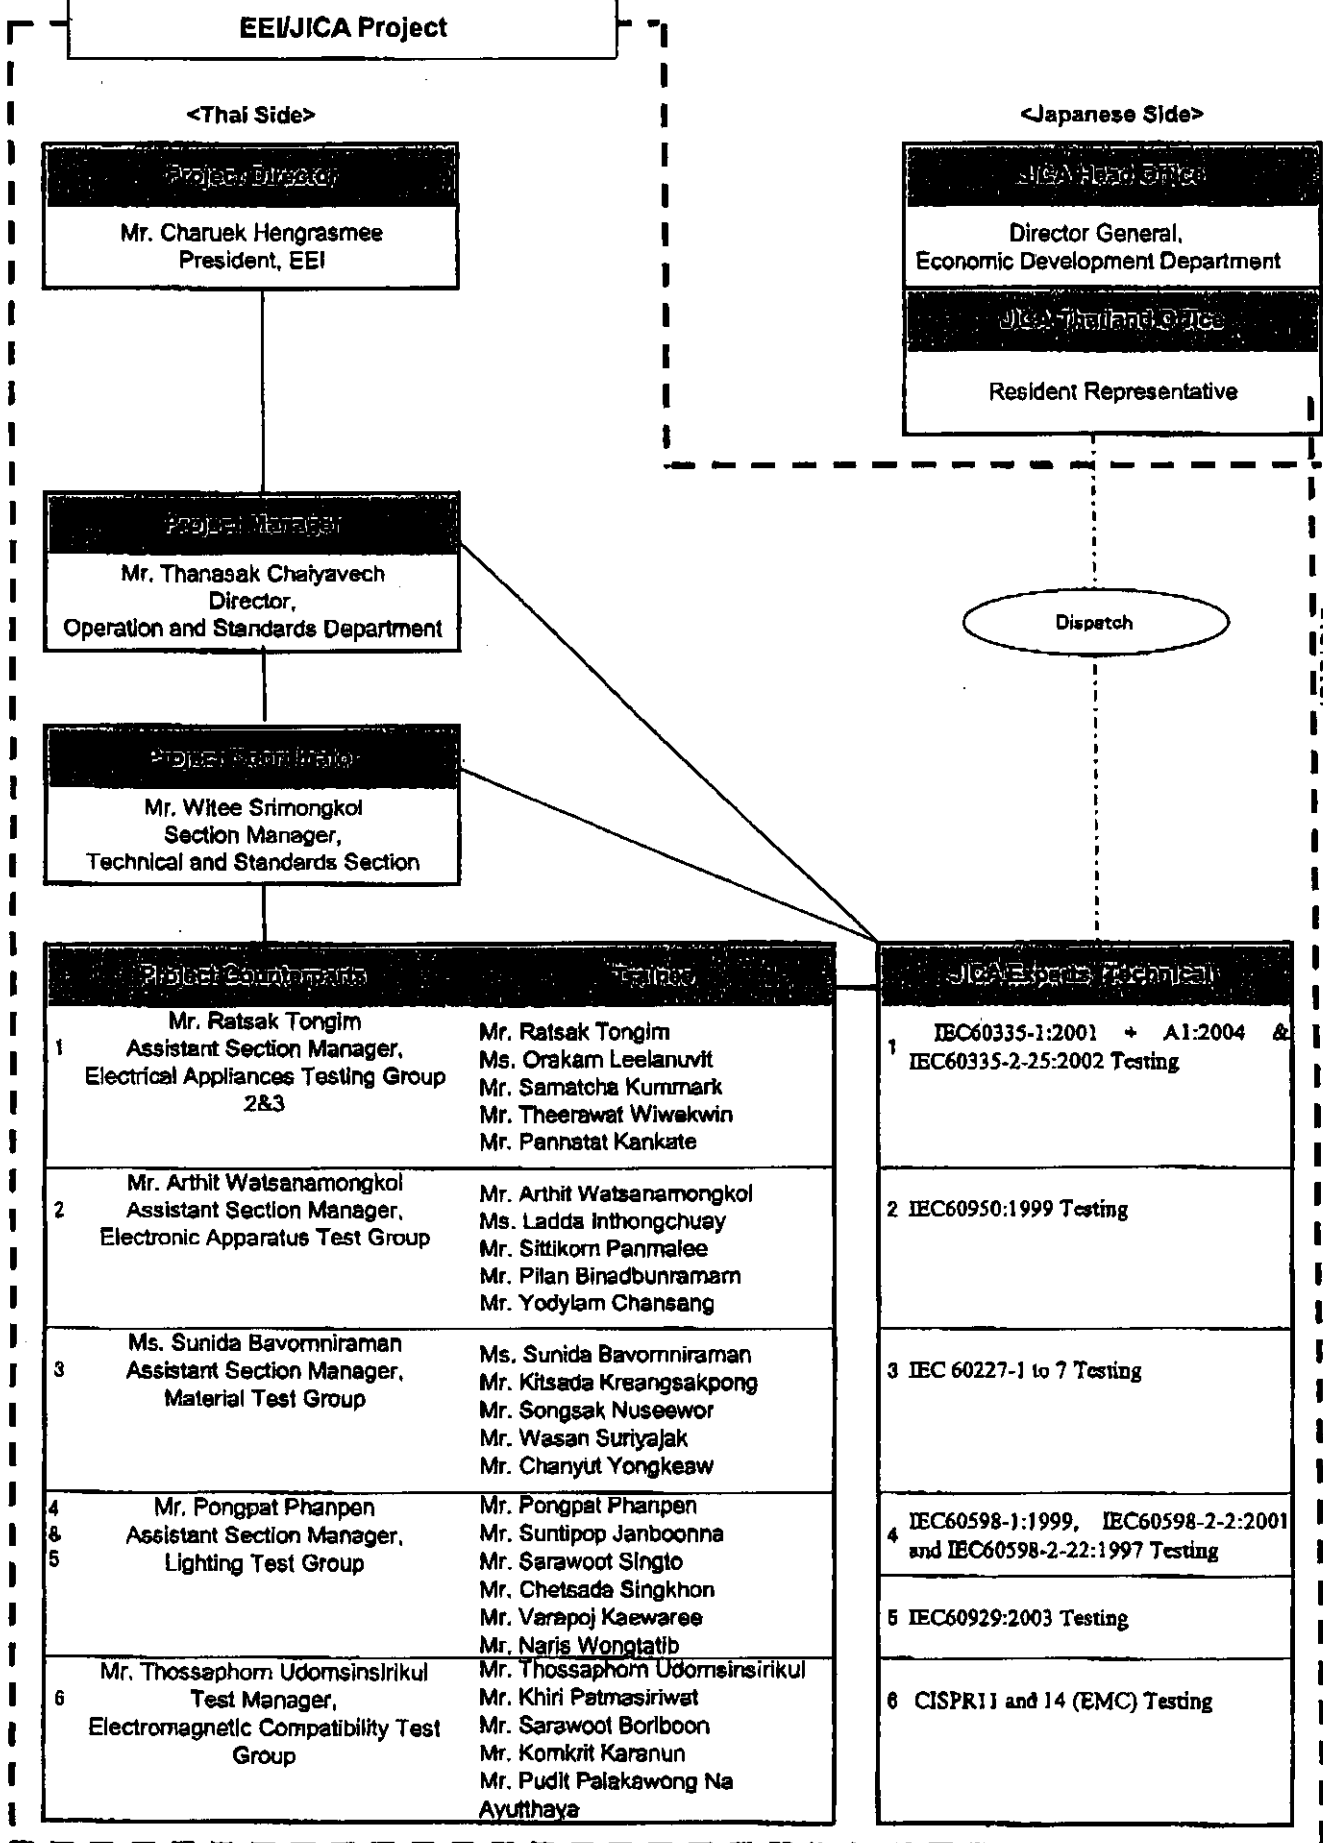 EEI/JICA Project
<Thai Side>
Project Director
Mr. Charuek Hengrasmee
President, EEI
<Japanese Side>
JICA Head Office
Director General,
Economic Development Department
JICA Thailand Office
Resident Representative
Project Manager
Mr. Thanasak Chaiyavech
Director,
Operation and Standards Department
Dispatch
Project Coordinator
Mr. Witee Srimongkol
Section Manager,
Technical and Standards Section
Project Counterparts
Trainee
JICA Experts (Technical)
1
Mr. Ratsak Tongim
Assistant Section Manager,
Electrical Appliances Testing Group
2&3
Mr. Ratsak Tongim
Ms. Orakarn Leelanuvit
Mr. Samatcha Kummark
Mr. Theerawat Wiwekwin
Mr. Pannatat Kankate
1 IEC60335-1:2001 + A1:2004 &
IEC60335-2-25:2002 Testing
2
Mr. Arthit Watsanamongkol
Assistant Section Manager,
Electronic Apparatus Test Group
Mr. Arthit Watsanamongkol
Ms. Ladda Inthongchuay
Mr. Sittikorn Panmalee
Mr. Pilan Binadbunramarn
Mr. Yodylam Chansang
2 IEC60950:1999 Testing
3
Ms. Sunida Bavornniraman
Assistant Section Manager,
Material Test Group
Ms. Sunida Bavornniraman
Mr. Kitsada Kreangsakpong
Mr. Songsak Nuseewor
Mr. Wasan Suriyajak
Mr. Chanyut Yongkeaw
3 IEC 60227-1 to 7 Testing
4
&
5
Mr. Pongpat Phanpen
Assistant Section Manager,
Lighting Test Group
Mr. Pongpat Phanpen
Mr. Suntipop Janboonna
Mr. Sarawoot Singto
Mr. Chetsada Singkhon
Mr. Varapoj Kaewaree
Mr. Naris Wongtatib
4 IEC60598-1:1999, IEC60598-2-2:2001
and IEC60598-2-22:1997 Testing
5 IEC60929:2003 Testing
6
Mr. Thossaphorn Udomsinsirikul
Test Manager,
Electromagnetic Compatibility Test
Group
Mr. Thossaphorn Udomsinsirikul
Mr. Khiri Patmasiriwat
Mr. Sarawoot Boriboon
Mr. Komkrit Karanun
Mr. Pudit Palakawong Na
Ayutthaya
6 CISPR11 and 14 (EMC) Testing